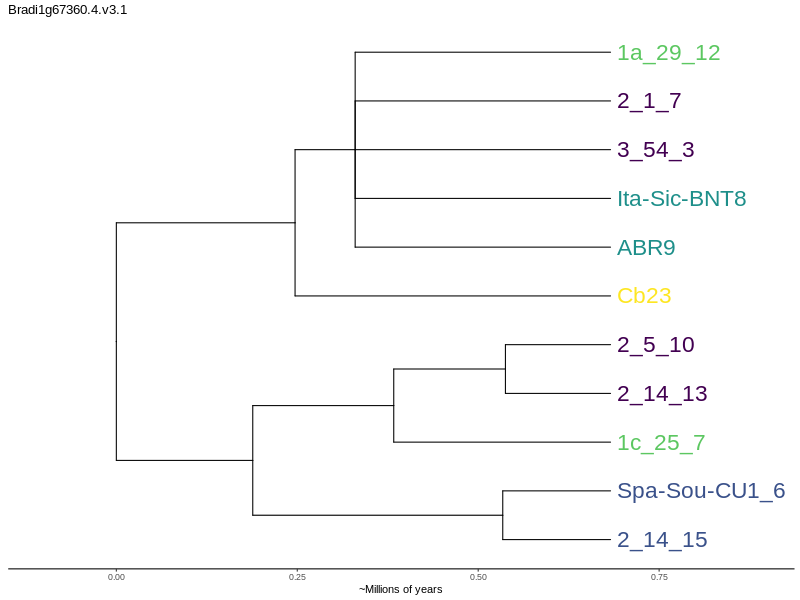 Bradi1g67360.4.v3.1
1a_29_12
2_1_7
3_54_3
Ita-Sic-BNT8
ABR9
Cb23
2_5_10
2_14_13
1c_25_7
Spa-Sou-CU1_6
2_14_15
0.00 0.25 0.50 0.75
~Millions of years